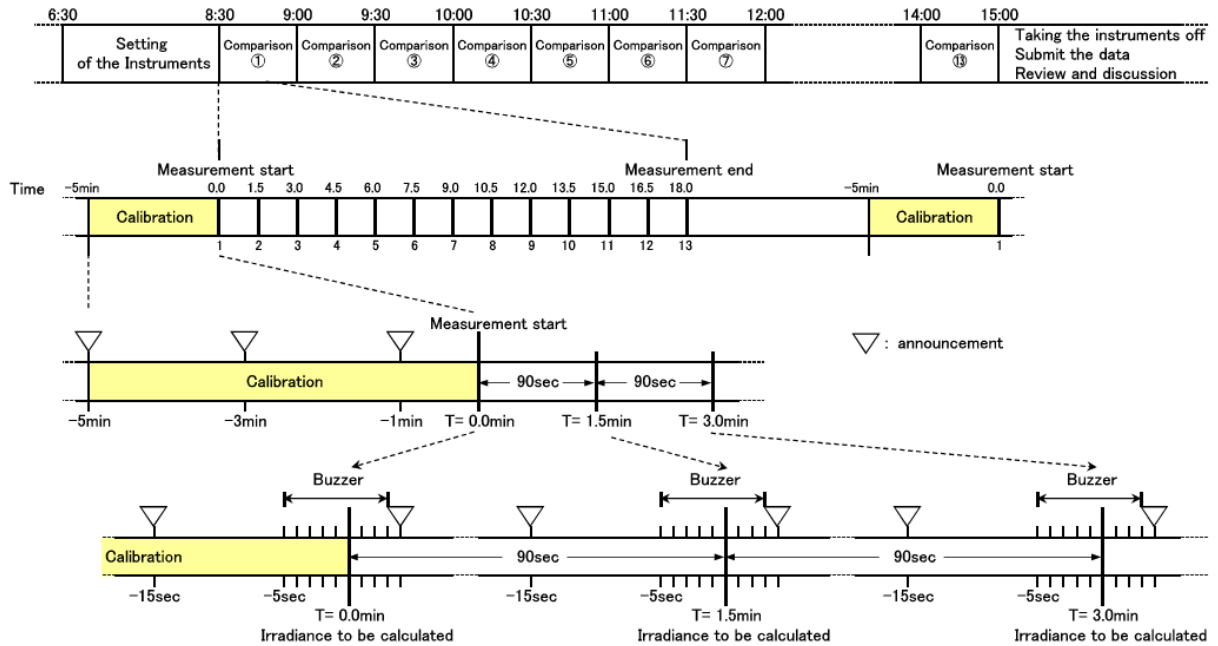 6:30 8:30 9:00 9:30 10:00 10:30 11:00 11:30 12:00 14:00 15:00
Setting
of the Instruments
Comparison
①
Comparison
②
Comparison
③
Comparison
④
Comparison
⑤
Comparison
⑥
Comparison
⑦
Comparison
⑬
Taking the instruments off
Submit the data
Review and discussion
Measurement start Measurement end Measurement start
Time -5min 0.0 1.5 3.0 4.5 6.0 7.5 9.0 10.5 12.0 13.5 15.0 16.5 18.0 -5min 0.0
Calibration Calibration
1 2 3 4 5 6 7 8 9 10 11 12 13 1
Measurement start
: announcement
Calibration 90sec 90sec
-5min -3min -1min T= 0.0min T= 1.5min T= 3.0min
Buzzer Buzzer Buzzer
Calibration 90sec 90sec
-15sec -5sec -15sec -5sec -15sec -5sec
T= 0.0min T= 1.5min T= 3.0min
Irradiance to be calculated Irradiance to be calculated Irradiance to be calculated